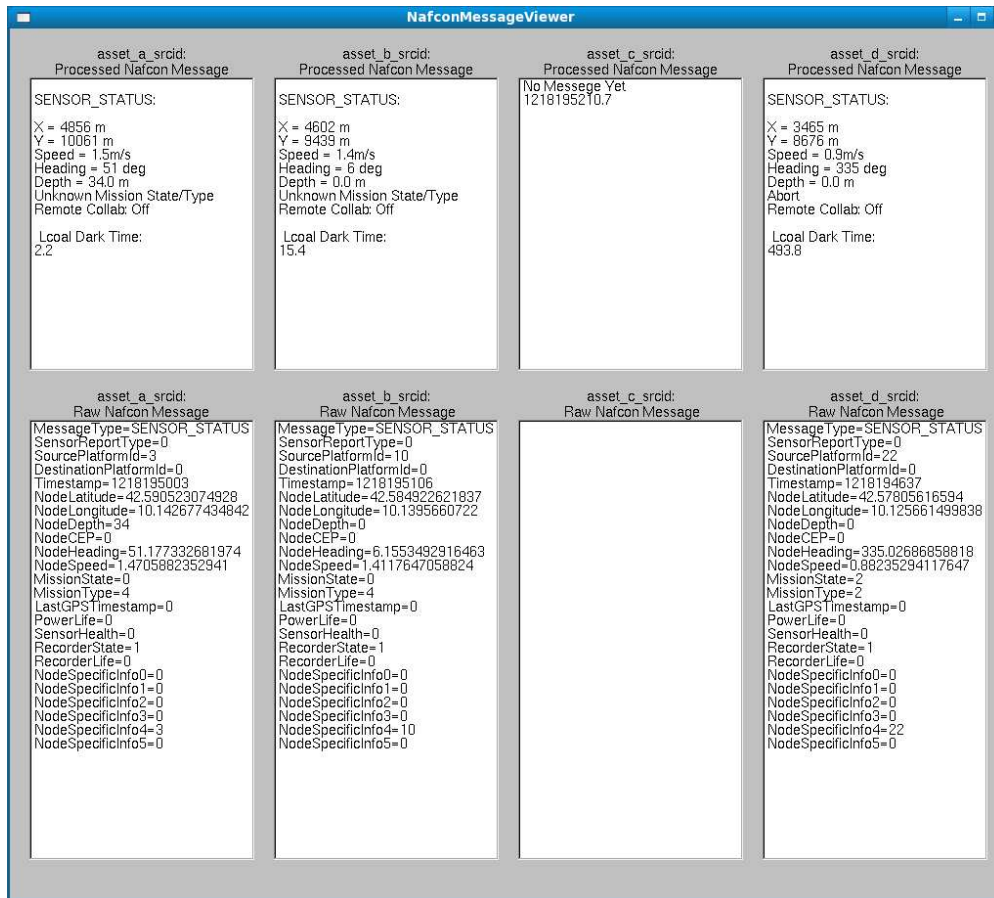 NafconMessageViewer
asset_a_srcid:
Processed Nafcon Message
SENSOR_STATUS:
X = 4856 m
Y = 10061 m
Speed = 1.5m/s
Heading = 51 deg
Depth = 34.0 m
Unknown Mission State/Type
Remote Collab: Off
Lcoal Dark Time:
2.2
asset_b_srcid:
Processed Nafcon Message
SENSOR_STATUS:
X = 4602 m
Y = 9439 m
Speed = 1.4m/s
Heading = 6 deg
Depth = 0.0 m
Unknown Mission State/Type
Remote Collab: Off
Lcoal Dark Time:
15.4
asset_c_srcid:
Processed Nafcon Message
No Messege Yet
1218195210.7
asset_d_srcid:
Processed Nafcon Message
SENSOR_STATUS:
X = 3465 m
Y = 8676 m
Speed = 0.9m/s
Heading = 335 deg
Depth = 0.0 m
Abort
Remote Collab: Off
Lcoal Dark Time:
493.8
asset_a_srcid:
Raw Nafcon Message
MessageType=SENSOR_STATUS
SensorReportType=0
SourcePlatformId=3
DestinationPlatformId=0
Timestamp=1218195003
NodeLatitude=42.590523074928
NodeLongitude=10.142677434842
NodeDepth=34
NodeCEP=0
NodeHeading=51.177332681974
NodeSpeed=1.4705882352941
MissionState=0
MissionType=4
LastGPSTimestamp=0
PowerLife=0
SensorHealth=0
RecorderState=1
RecorderLife=0
NodeSpecificInfo0=0
NodeSpecificInfo1=0
NodeSpecificInfo2=0
NodeSpecificInfo3=0
NodeSpecificInfo4=3
NodeSpecificInfo5=0
asset_b_srcid:
Raw Nafcon Message
MessageType=SENSOR_STATUS
SensorReportType=0
SourcePlatformId=10
DestinationPlatformId=0
Timestamp=1218195106
NodeLatitude=42.584922621837
NodeLongitude=10.1395660722
NodeDepth=0
NodeCEP=0
NodeHeading=6.1553492916463
NodeSpeed=1.4117647058824
MissionState=0
MissionType=4
LastGPSTimestamp=0
PowerLife=0
SensorHealth=0
RecorderState=1
RecorderLife=0
NodeSpecificInfo0=0
NodeSpecificInfo1=0
NodeSpecificInfo2=0
NodeSpecificInfo3=0
NodeSpecificInfo4=10
NodeSpecificInfo5=0
asset_c_srcid:
Raw Nafcon Message
asset_d_srcid:
Raw Nafcon Message
MessageType=SENSOR_STATUS
SensorReportType=0
SourcePlatformId=22
DestinationPlatformId=0
Timestamp=1218194637
NodeLatitude=42.57805616594
NodeLongitude=10.125661499838
NodeDepth=0
NodeCEP=0
NodeHeading=335.02686858818
NodeSpeed=0.88235294117647
MissionState=2
MissionType=2
LastGPSTimestamp=0
PowerLife=0
SensorHealth=0
RecorderState=1
RecorderLife=0
NodeSpecificInfo0=0
NodeSpecificInfo1=0
NodeSpecificInfo2=0
NodeSpecificInfo3=0
NodeSpecificInfo4=22
NodeSpecificInfo5=0